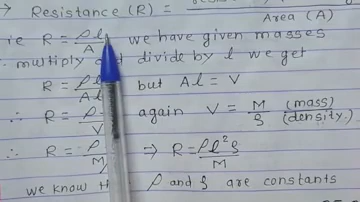 → Resistance (R) =
Area (A)
ie R = ρl/A we have given masses
multiply divide by l we get
R = ρ but Al = V
∴ R = ρ/V again V = M/S (mass)/(density)
∴ R = ρ/M → R = ρl²S/M
we know ρ and S are constants